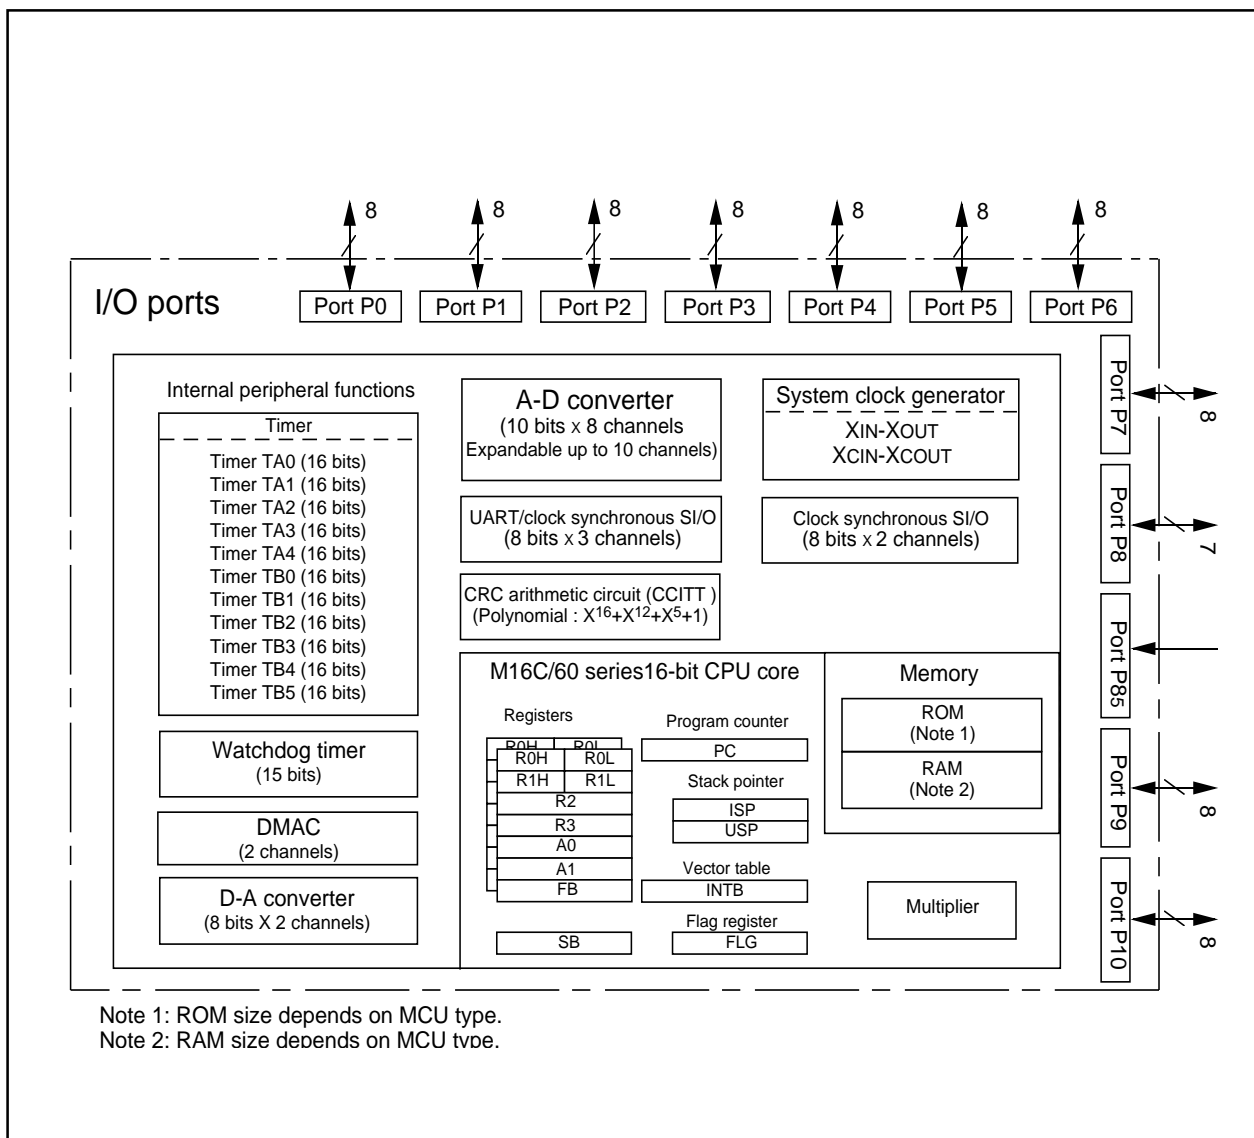 8 8 8 8 8 8 8
I/O ports
Port P0 Port P1 Port P2 Port P3 Port P4 Port P5 Port P6
Port P7
8
Port P8
7
Port P85
Port P9
8
Port P10
8
Internal peripheral functions
Timer
Timer TA0 (16 bits)
Timer TA1 (16 bits)
Timer TA2 (16 bits)
Timer TA3 (16 bits)
Timer TA4 (16 bits)
Timer TB0 (16 bits)
Timer TB1 (16 bits)
Timer TB2 (16 bits)
Timer TB3 (16 bits)
Timer TB4 (16 bits)
Timer TB5 (16 bits)
Watchdog timer
(15 bits)
DMAC
(2 channels)
D-A converter
(8 bits X 2 channels)
A-D converter
(10 bits x 8 channels
Expandable up to 10 channels)
System clock generator
XIN-XOUT
XCIN-XCOUT
UART/clock synchronous SI/O
(8 bits x 3 channels)
Clock synchronous SI/O
(8 bits x 2 channels)
CRC arithmetic circuit (CCITT )
(Polynomial : X16+X12+X5+1)
M16C/60 series16-bit CPU core
Registers
R0H R0L
R0H R0L
R1H R1L
R2
R3
A0
A1
FB
SB
Program counter
PC
Stack pointer
ISP
USP
Vector table
INTB
Flag register
FLG
Memory
ROM
(Note 1)
RAM
(Note 2)
Multiplier
Note 1: ROM size depends on MCU type.
Note 2: RAM size depends on MCU type.